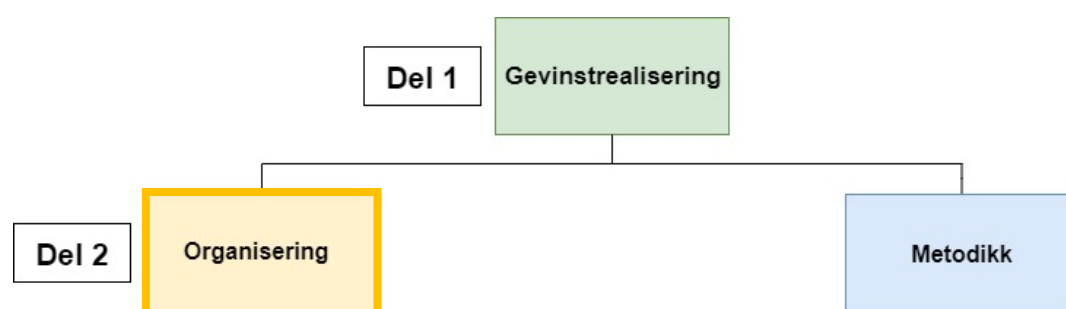 Del 1
Gevinstrealisering
Del 2
Organisering
Metodikk